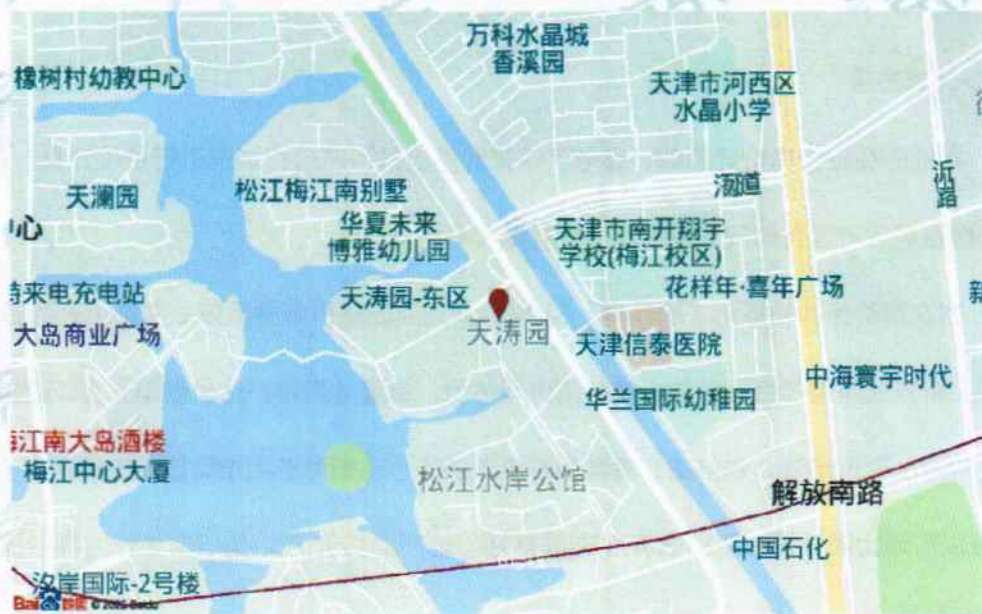 万科水晶城
香溪园
橡树村幼教中心
天津市河西区
水晶小学
天澜园
松江梅江南别墅
洞道
沂
路
华夏未来
博雅幼儿园
天津市南开翔宇
学校(梅江校区)
心
来电充电站
天涛园-东区
花样年·喜年广场
新
大岛商业广场
天涛园
天津信泰医院
中海寰宇时代
华兰国际幼稚园
江南大岛酒楼
梅江中心大厦
松江水岸公馆
解放南路
中国石化
汐岸国际-2号楼